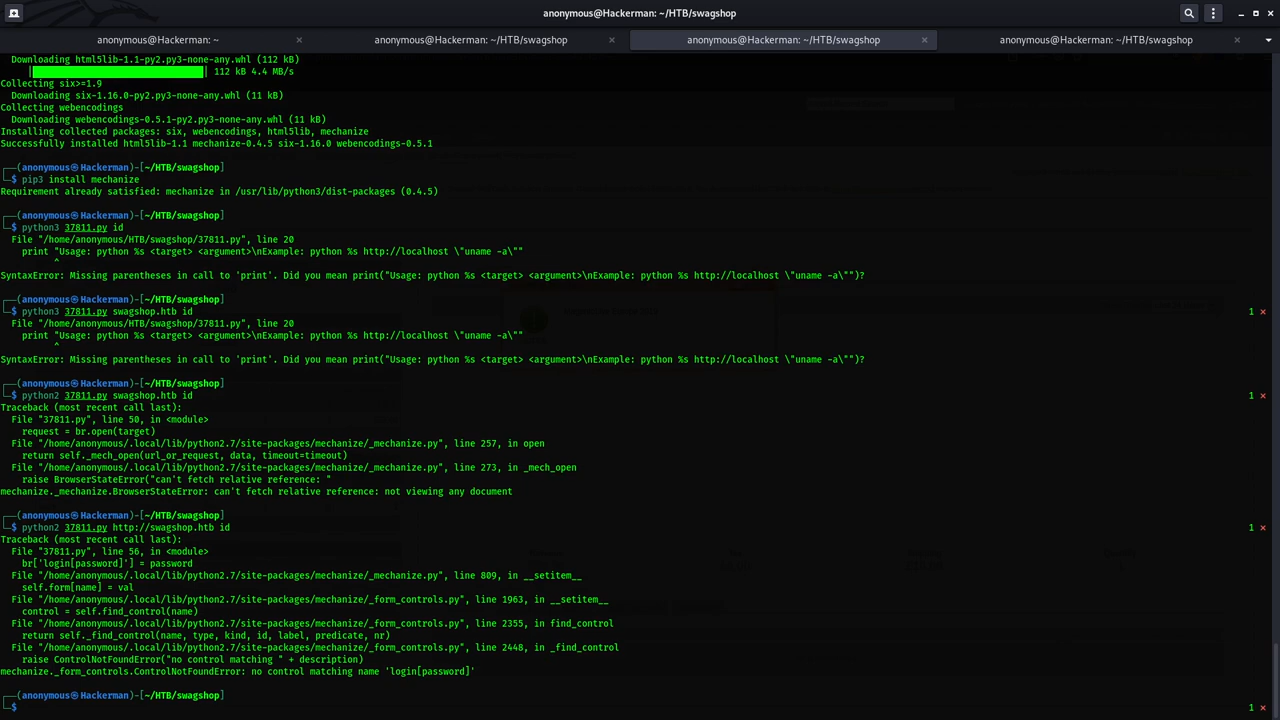 anonymous@Hackerman: ~/HTB/swagshop
anonymous@Hackerman: ~
anonymous@Hackerman: ~/HTB/swagshop
anonymous@Hackerman: ~/HTB/swagshop
anonymous@Hackerman: ~/HTB/swagshop
Downloading html5lib-1.1-py2.py3-none-any.whl (112 kB)
| | 112 kB 4.4 MB/s
Collecting six>=1.9
Downloading six-1.16.0-py2.py3-none-any.whl (11 kB)
Collecting webencodings
Downloading webencodings-0.5.1-py2.py3-none-any.whl (11 kB)
Installing collected packages: six, webencodings, html5lib, mechanize
Successfully installed html5lib-1.1 mechanize-0.4.5 six-1.16.0 webencodings-0.5.1
┌──(anonymous㉿Hackerman)-[~/HTB/swagshop]
└─$ pip3 install mechanize
Requirement already satisfied: mechanize in /usr/lib/python3/dist-packages (0.4.5)
┌──(anonymous㉿Hackerman)-[~/HTB/swagshop]
└─$ python3 37811.py id
File "/home/anonymous/HTB/swagshop/37811.py", line 20
print "Usage: python %s <target> <argument>\nExample: python %s http://localhost \"uname -a\""
^
SyntaxError: Missing parentheses in call to 'print'. Did you mean print("Usage: python %s <target> <argument>\nExample: python %s http://localhost \"uname -a\"")?
┌──(anonymous㉿Hackerman)-[~/HTB/swagshop]
└─$ python3 37811.py swagshop.htb id 1 ⨯
File "/home/anonymous/HTB/swagshop/37811.py", line 20
print "Usage: python %s <target> <argument>\nExample: python %s http://localhost \"uname -a\""
^
SyntaxError: Missing parentheses in call to 'print'. Did you mean print("Usage: python %s <target> <argument>\nExample: python %s http://localhost \"uname -a\"")?
┌──(anonymous㉿Hackerman)-[~/HTB/swagshop]
└─$ python2 37811.py swagshop.htb id 1 ⨯
Traceback (most recent call last):
File "37811.py", line 50, in <module>
request = br.open(target)
File "/home/anonymous/.local/lib/python2.7/site-packages/mechanize/_mechanize.py", line 257, in open
return self._mech_open(url_or_request, data, timeout=timeout)
File "/home/anonymous/.local/lib/python2.7/site-packages/mechanize/_mechanize.py", line 273, in _mech_open
raise BrowserStateError("can't fetch relative reference: "
mechanize._mechanize.BrowserStateError: can't fetch relative reference: not viewing any document
┌──(anonymous㉿Hackerman)-[~/HTB/swagshop]
└─$ python2 37811.py http://swagshop.htb id 1 ⨯
Traceback (most recent call last):
File "37811.py", line 56, in <module>
br['login[password]'] = password
File "/home/anonymous/.local/lib/python2.7/site-packages/mechanize/_mechanize.py", line 809, in __setitem__
self.form[name] = val
File "/home/anonymous/.local/lib/python2.7/site-packages/mechanize/_form_controls.py", line 1963, in __setitem__
control = self.find_control(name)
File "/home/anonymous/.local/lib/python2.7/site-packages/mechanize/_form_controls.py", line 2355, in find_control
return self._find_control(name, type, kind, id, label, predicate, nr)
File "/home/anonymous/.local/lib/python2.7/site-packages/mechanize/_form_controls.py", line 2448, in _find_control
raise ControlNotFoundError("no control matching " + description)
mechanize._form_controls.ControlNotFoundError: no control matching name 'login[password]'
┌──(anonymous㉿Hackerman)-[~/HTB/swagshop]
└─$ 1 ⨯